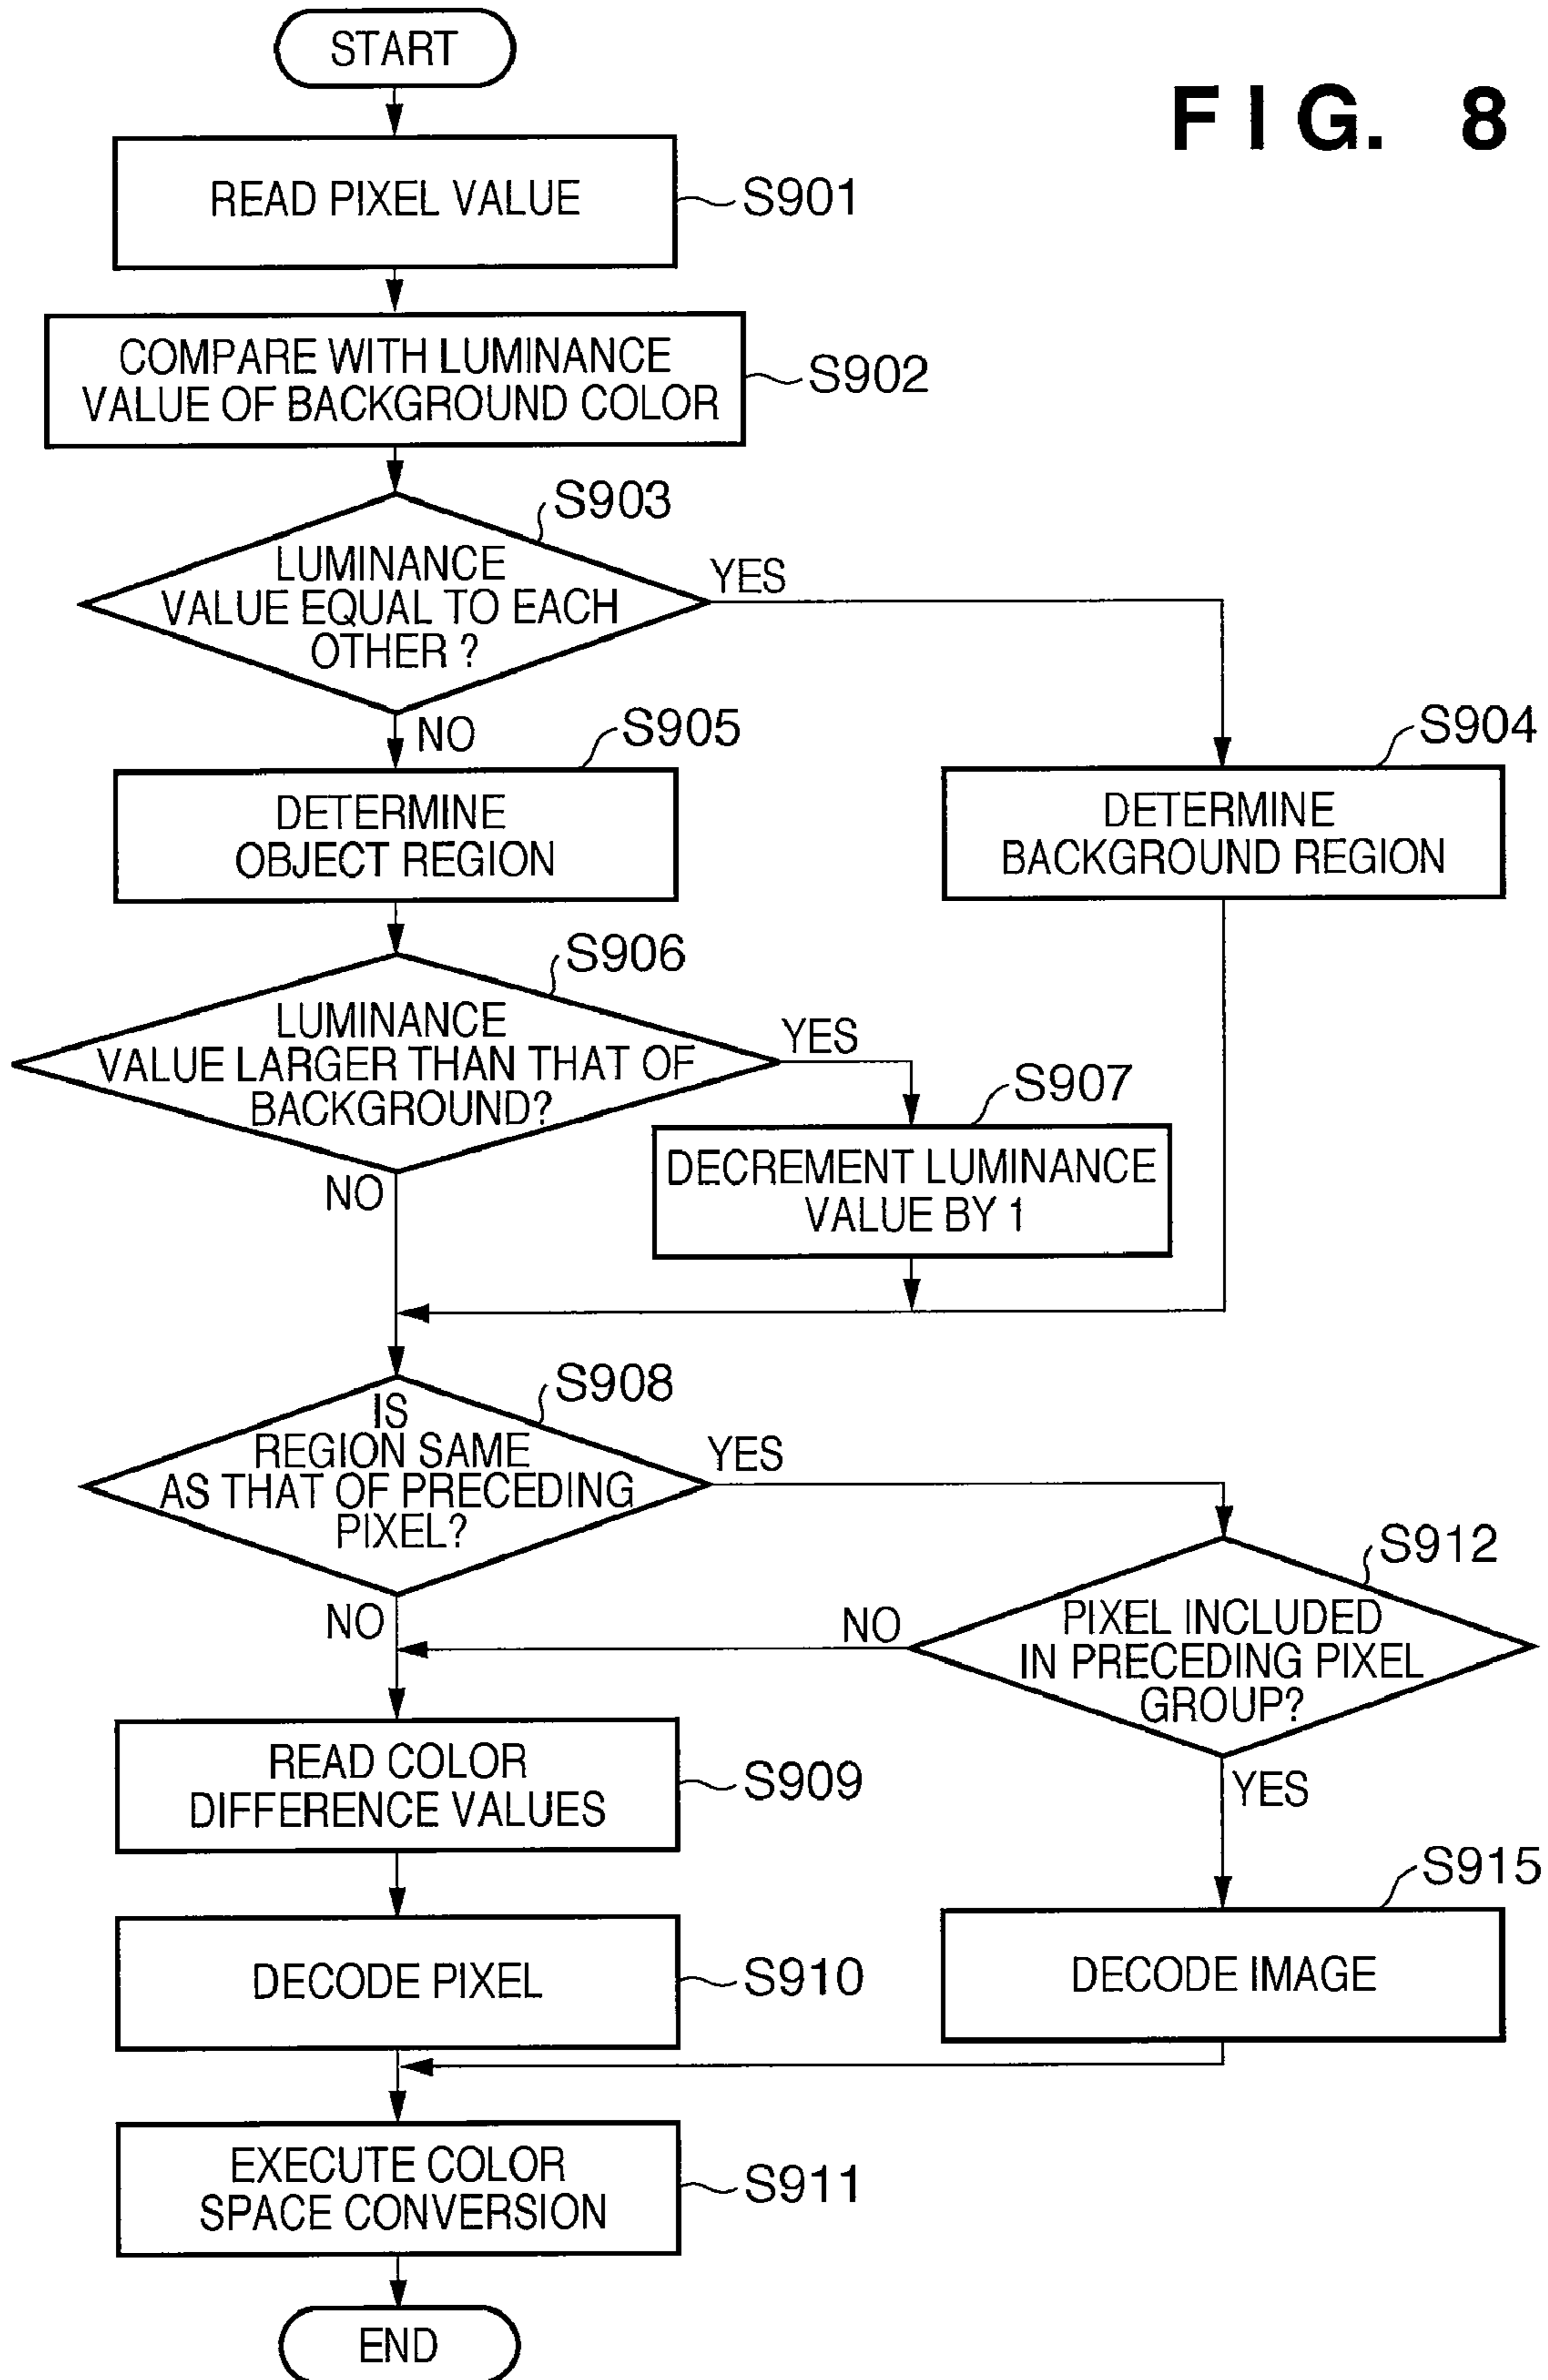 START
FIG. 8
READ PIXEL VALUE
S901
COMPARE WITH LUMINANCE
VALUE OF BACKGROUND COLOR
S902
S903
LUMINANCE
VALUE EQUAL TO EACH
OTHER ?
YES
NO
S905
S904
DETERMINE
OBJECT REGION
DETERMINE
BACKGROUND REGION
S906
LUMINANCE
VALUE LARGER THAN THAT OF
BACKGROUND?
YES
NO
S907
DECREMENT LUMINANCE
VALUE BY 1
S908
IS
REGION SAME
AS THAT OF PRECEDING
PIXEL?
YES
NO
S912
PIXEL INCLUDED
IN PRECEDING PIXEL
GROUP?
NO
YES
READ COLOR
DIFFERENCE VALUES
S909
S915
DECODE PIXEL
S910
DECODE IMAGE
EXECUTE COLOR
SPACE CONVERSION
S911
END